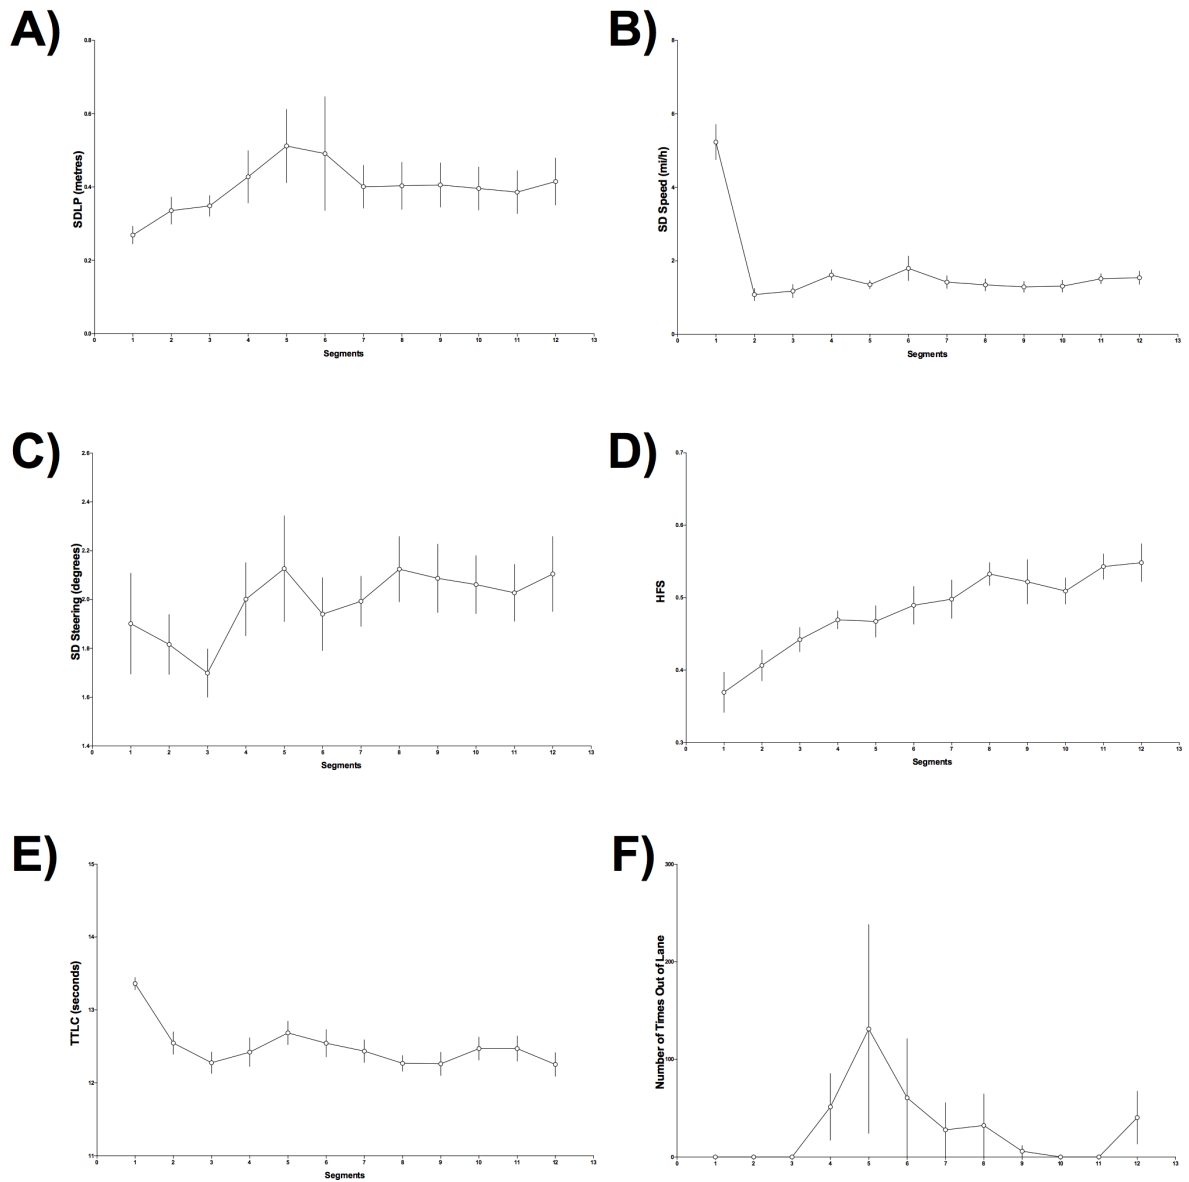 A)
B)
0.8
0.6
0.4
0.2
0.0
SDLP (metres)
0 1 2 3 4 5 6 7 8 9 10 11 12 13
Segments
8
6
4
2
0
SD Speed (mi/h)
0 1 2 3 4 5 6 7 8 9 10 11 12 13
Segments
C)
D)
2.6
2.4
2.2
2.0
1.8
1.6
1.4
SD Steering (degrees)
0 1 2 3 4 5 6 7 8 9 10 11 12 13
Segments
0.7
0.6
0.5
0.4
0.3
HFS
0 1 2 3 4 5 6 7 8 9 10 11 12 13
Segments
E)
F)
15
14
13
12
11
TTLC (seconds)
0 1 2 3 4 5 6 7 8 9 10 11 12 13
Segments
300
200
100
0
Number of Times Out of Lane
0 1 2 3 4 5 6 7 8 9 10 11 12 13